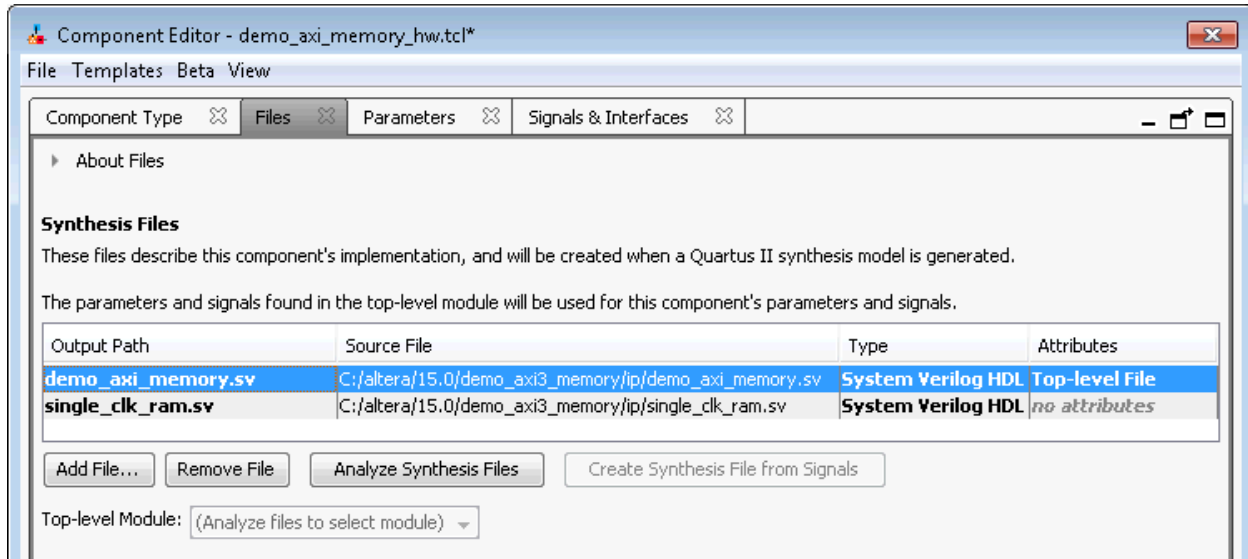 Component Editor - demo_axi_memory_hw.tcl*
File Templates Beta View
Component Type Files Parameters Signals & Interfaces
About Files
Synthesis Files
These files describe this component's implementation, and will be created when a Quartus II synthesis model is generated.
The parameters and signals found in the top-level module will be used for this component's parameters and signals.
Output Path Source File Type Attributes
demo_axi_memory.sv C:/altera/15.0/demo_axi3_memory/ip/demo_axi_memory.sv System Verilog HDL Top-level File
single_clk_ram.sv C:/altera/15.0/demo_axi3_memory/ip/single_clk_ram.sv System Verilog HDL no attributes
Add File... Remove File Analyze Synthesis Files Create Synthesis File from Signals
Top-level Module: (Analyze files to select module)